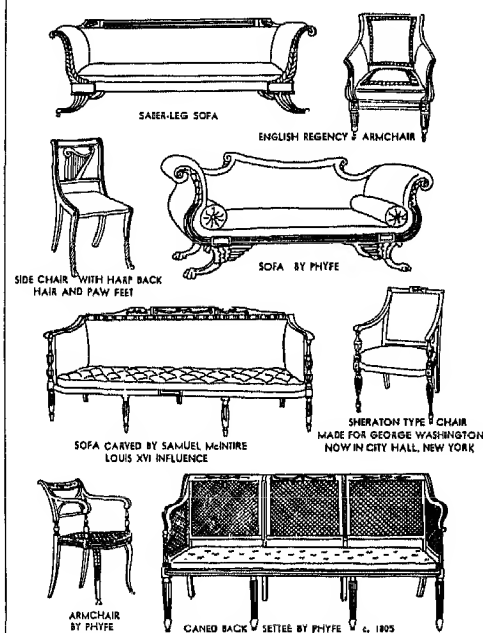 SABER-LEG SOFA
ENGLISH REGENCY ARMCHAIR
SIDE CHAIR WITH HARP BACK
HAIR AND PAW FEET
SOFA BY PHYFE
SOFA CARVED BY SAMUEL McINTIRE
LOUIS XVI INFLUENCE
SHERATON TYPE CHAIR
MADE FOR GEORGE WASHINGTON
NOW IN CITY HALL, NEW YORK
ARMCHAIR
BY PHYFE
CANED BACK SETTEE BY PHYFE c. 1805